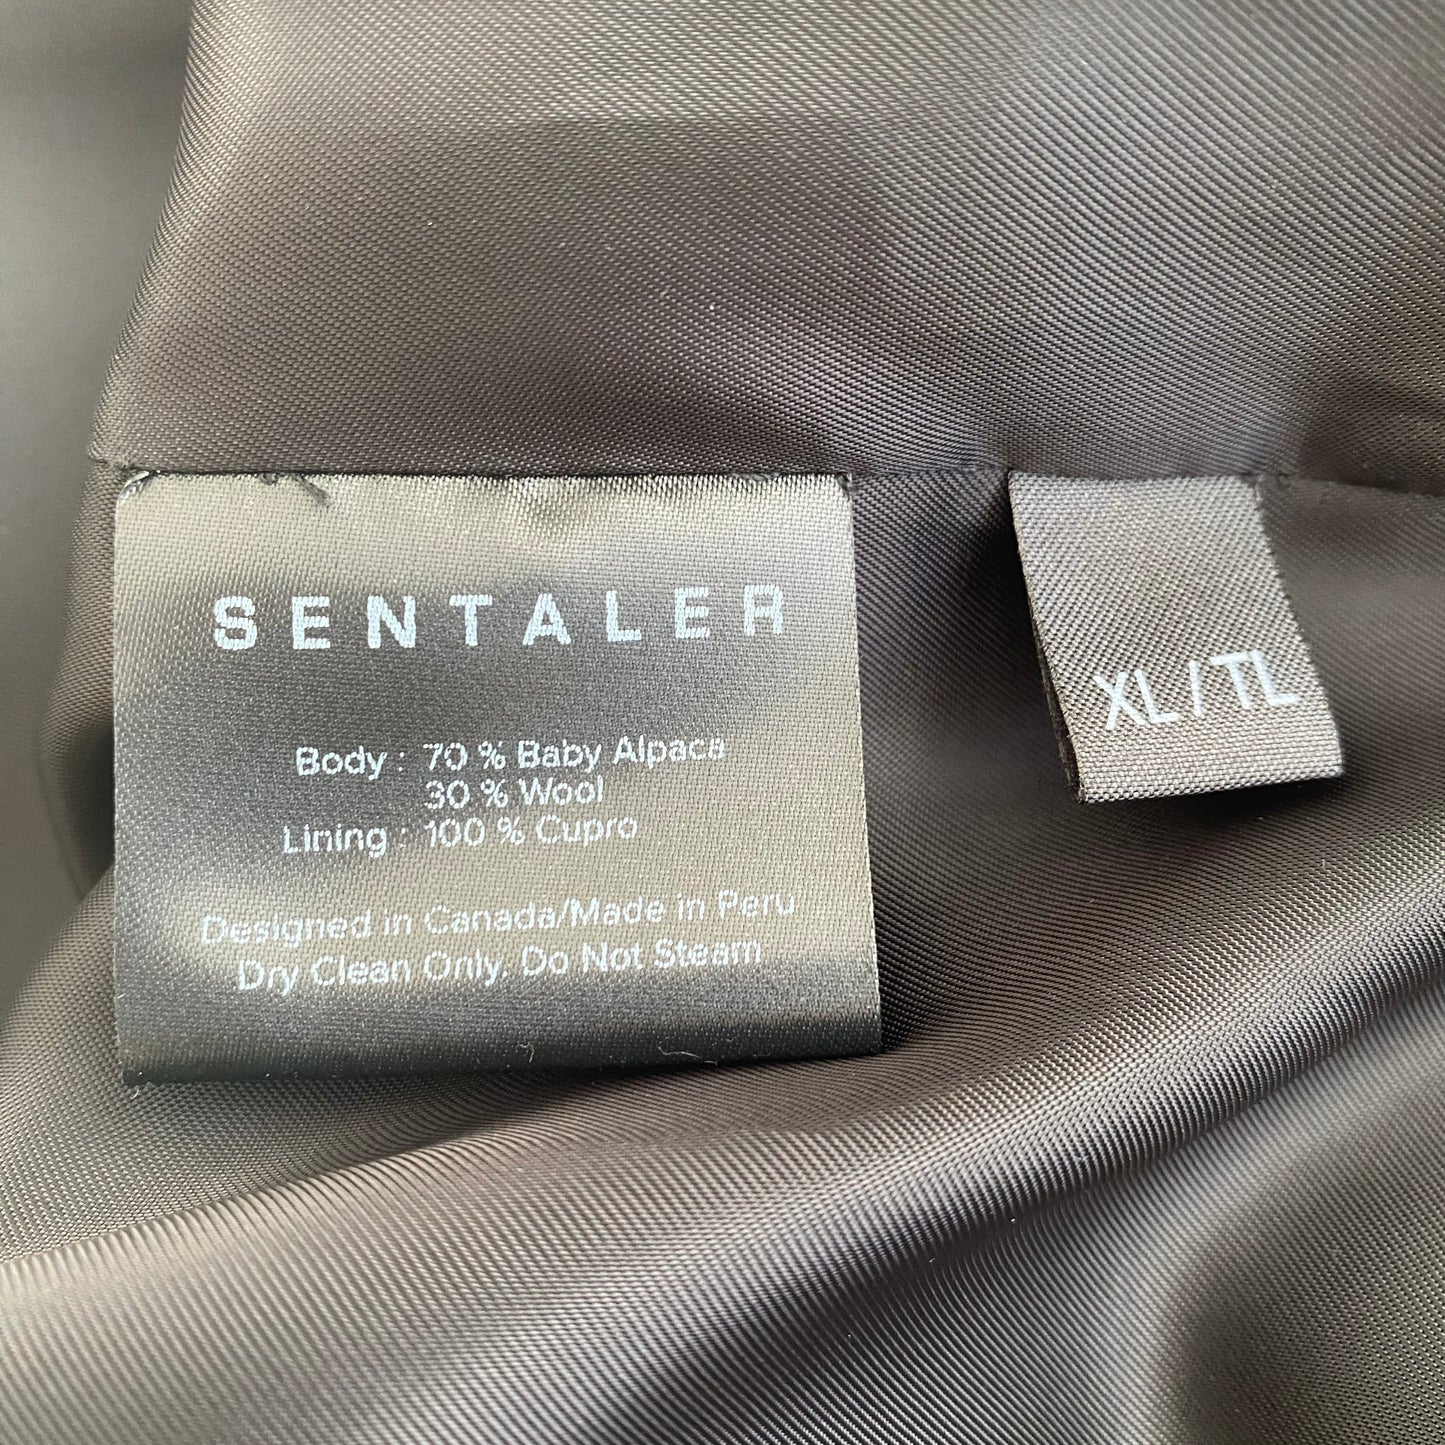 SENTALER
Body : 70 % Baby Alpaca
30 % Wool
Lining : 100 % Cupro
Designed in Canada/Made in Peru
Dry Clean Only. Do Not Steam
XL/TL